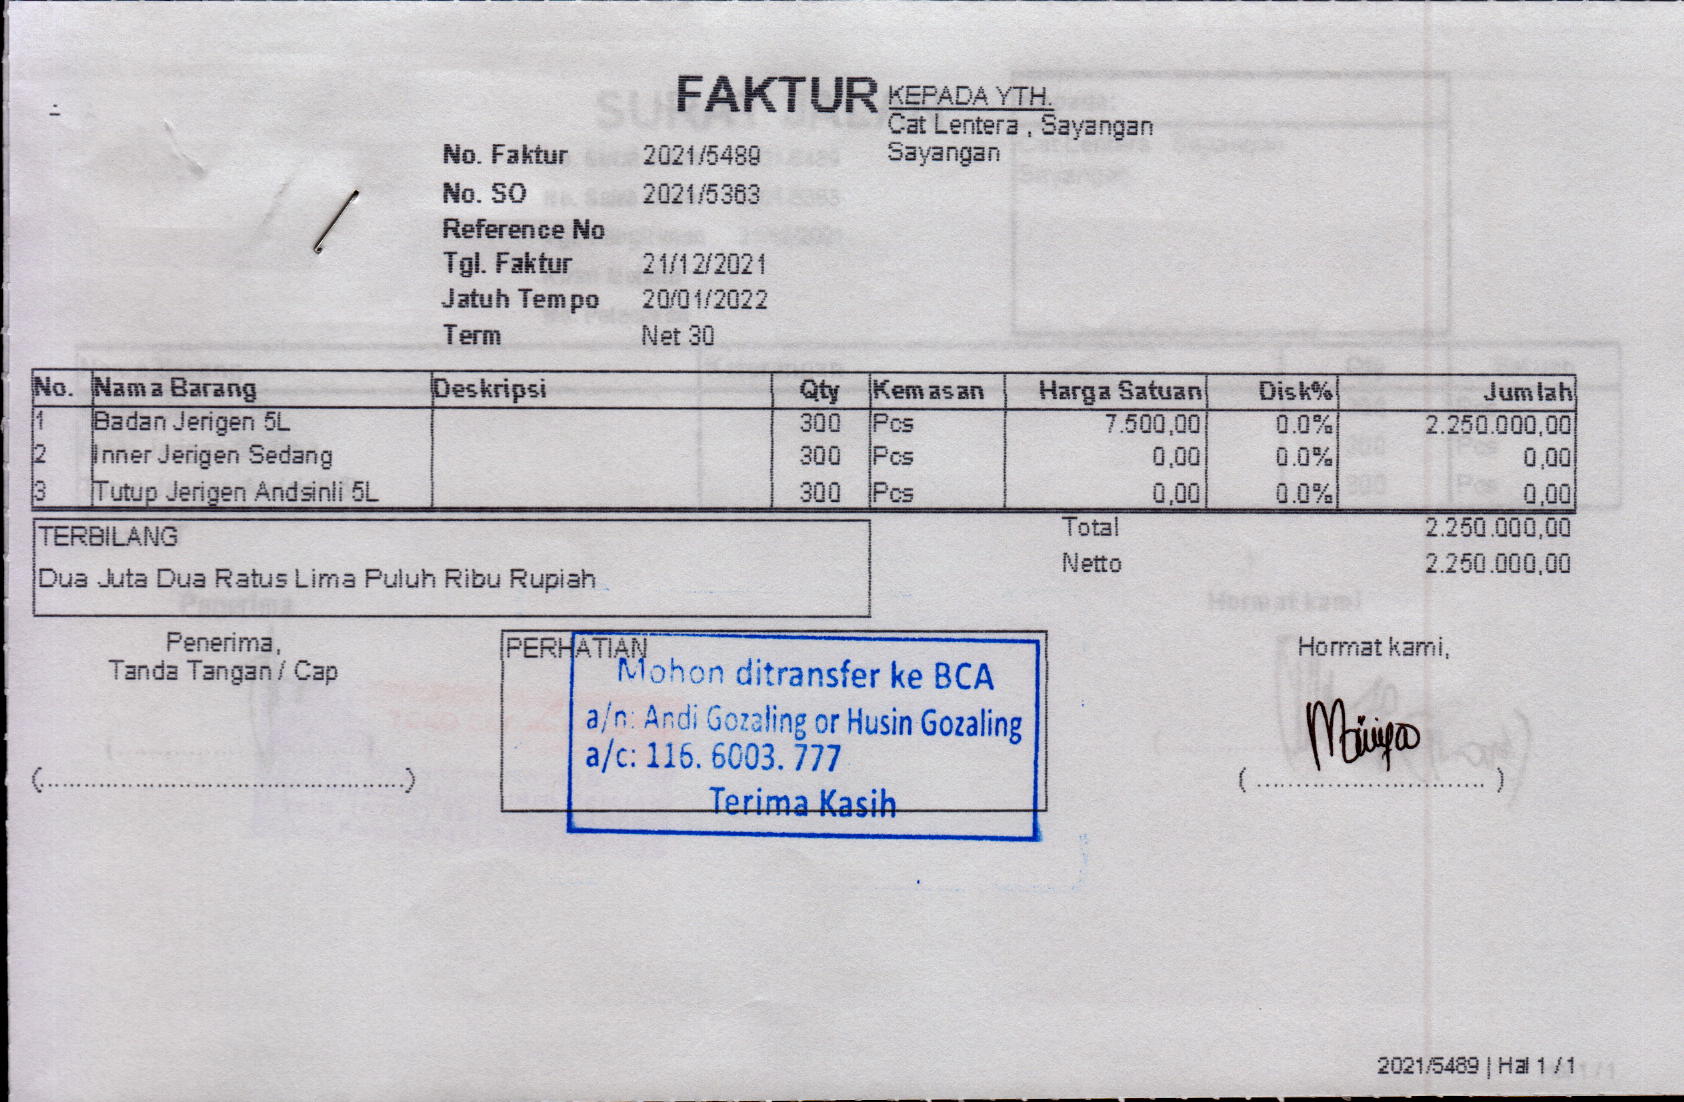 FAKTUR
KEPADA YTH.
Cat Lentera , Sayangan
Sayangan
No. Faktur 2021/5489
No. SO 2021/5363
Reference No
Tgl. Faktur 21/12/2021
Jatuh Tempo 20/01/2022
Term Net 30
No. Nama Barang Deskripsi Qty Kemasan Harga Satuan Disk% Jumlah
1 Badan Jerigen 5L 300 Pcs 7.500,00 0.0% 2.250.000,00
2 Inner Jerigen Sedang 300 Pcs 0,00 0.0% 0,00
3 Tutup Jerigen Andsinli 5L 300 Pcs 0,00 0.0% 0,00
TERBILANG
Dua Juta Dua Ratus Lima Puluh Ribu Rupiah
Total 2.250.000,00
Netto 2.250.000,00
Penerima,
Tanda Tangan / Cap
(..............................................)
PERHATIAN
Mohon ditransfer ke BCA
a/n: Andi Gozaling or Husin Gozaling
a/c: 116. 6003. 777
Terima Kasih
Hormat kami,
( ............................. )
2021/5489 | Hal 1 / 1